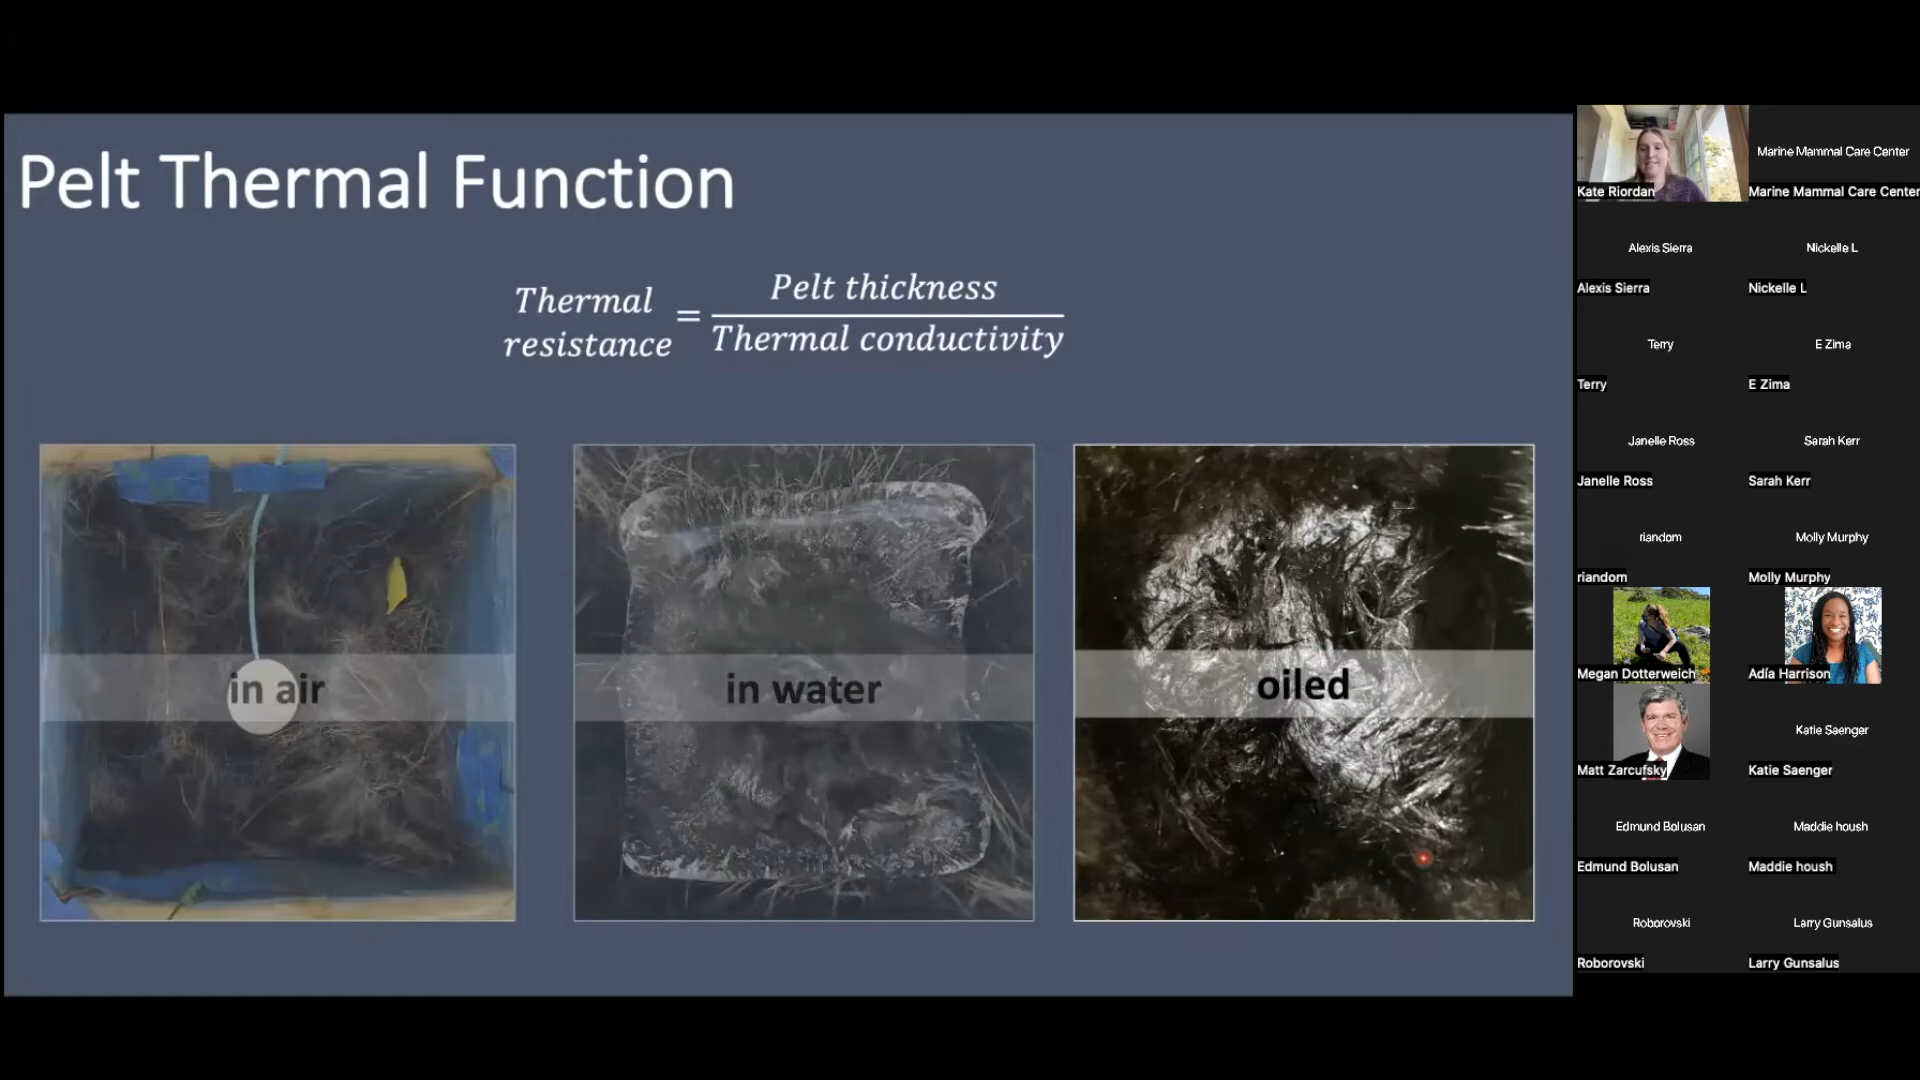 Pelt Thermal Function
Thermal
resistance
=
Pelt thickness
Thermal conductivity
in air
in water
oiled
Kate Riordan
Marine Mammal Care Center
Marine Mammal Care Center
Alexis Sierra
Nickelle L
Alexis Sierra
Nickelle L
Terry
E Zima
Terry
E Zima
Janelle Ross
Sarah Kerr
Janelle Ross
Sarah Kerr
riandom
Molly Murphy
riandom
Molly Murphy
Megan Dotterweich
Adía Harrison
Matt Zarcufsky
Katie Saenger
Katie Saenger
Edmund Bolusan
Maddie housh
Edmund Bolusan
Maddie housh
Roborovski
Larry Gunsalus
Roborovski
Larry Gunsalus